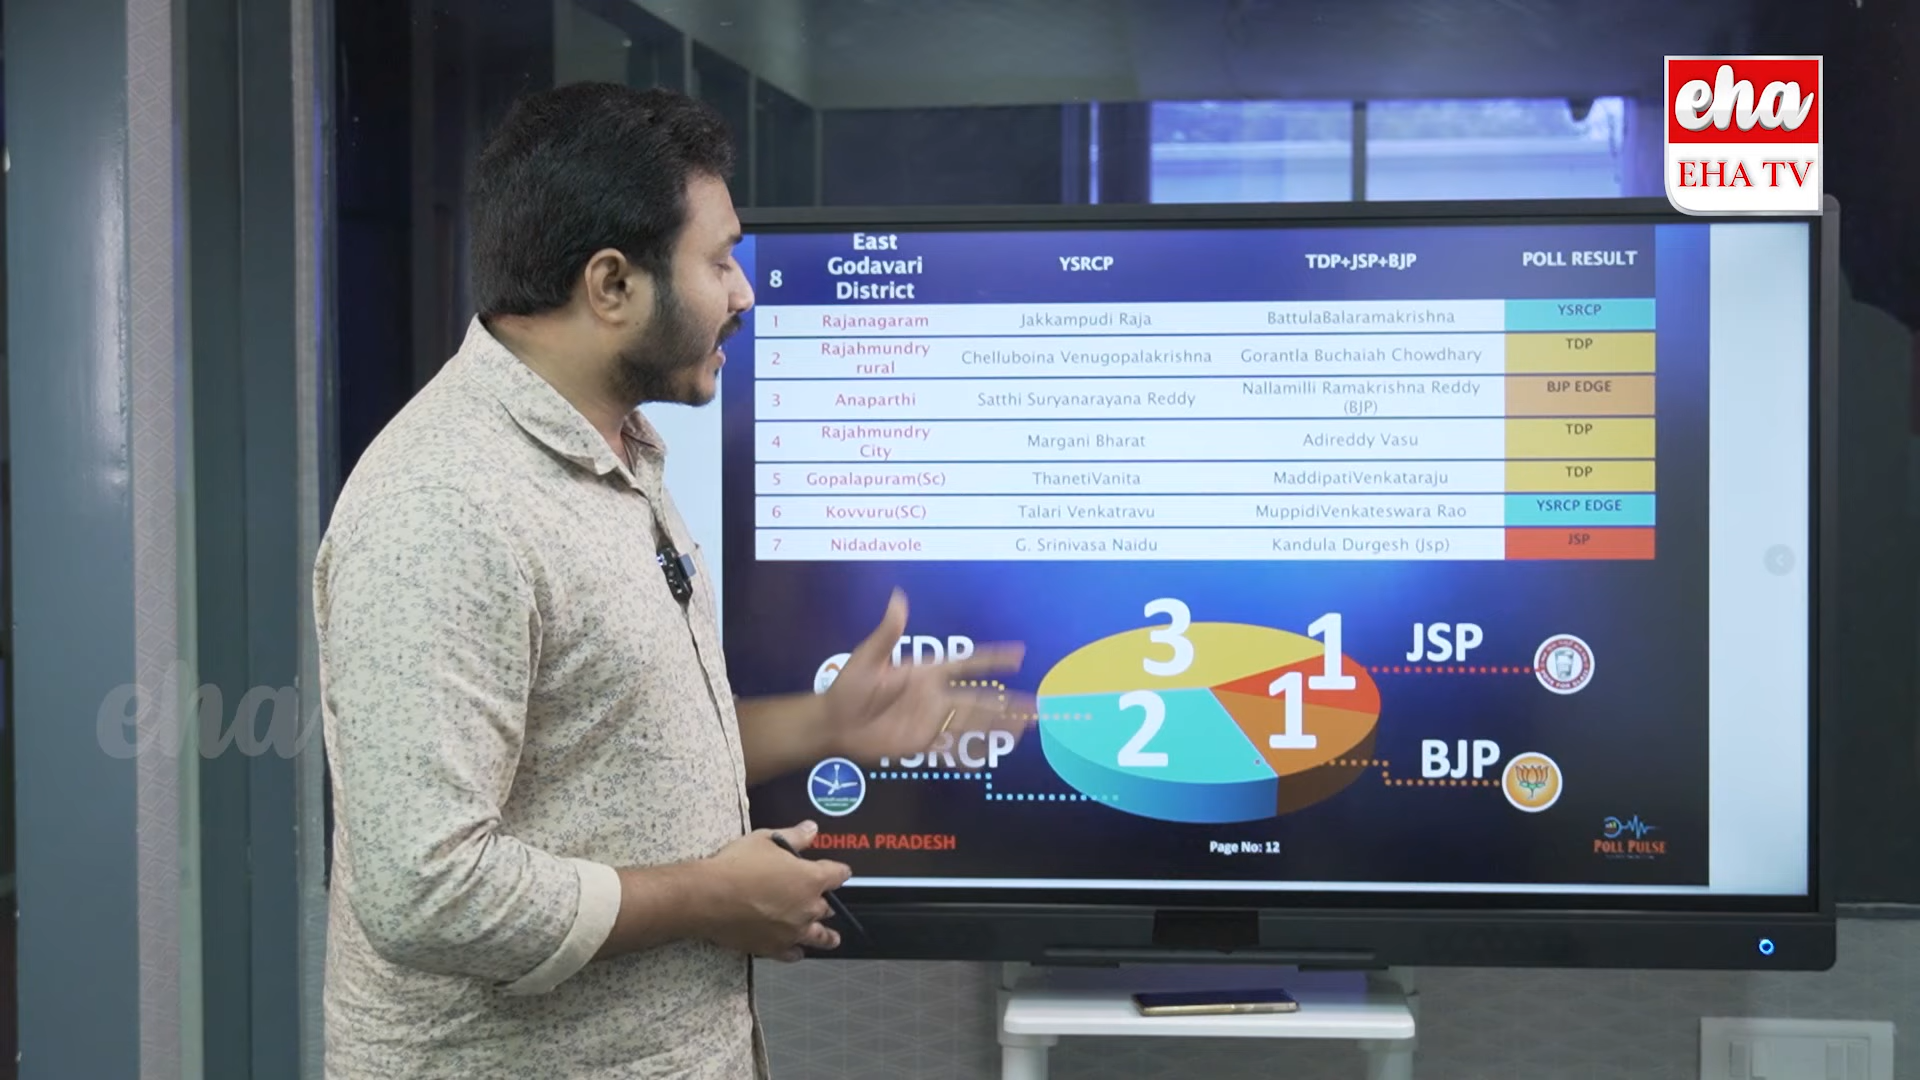 eha
EHA TV
8
East
Godavari
District
YSRCP
TDP+JSP+BJP
POLL RESULT
1 Rajanagaram Jakkampudi Raja BattulaBalaramakrishna YSRCP
2 Rajahmundry rural Chelluboina Venugopalakrishna Gorantla Buchaiah Chowdhary TDP
3 Anaparthi Satthi Suryanarayana Reddy Nallamilli Ramakrishna Reddy (BJP) BJP EDGE
4 Rajahmundry City Margani Bharat Adireddy Vasu TDP
5 Gopalapuram(Sc) ThanetiVanita MaddipatiVenkataraju TDP
6 Kovvuru(SC) Talari Venkatravu MuppidiVenkateswara Rao YSRCP EDGE
7 Nidadavole G. Srinivasa Naidu Kandula Durgesh (Jsp) JSP
TDP
3
1
JSP
YSRCP
2
1
BJP
NDHRA PRADESH
Page No: 12
POLL PULSE
eha